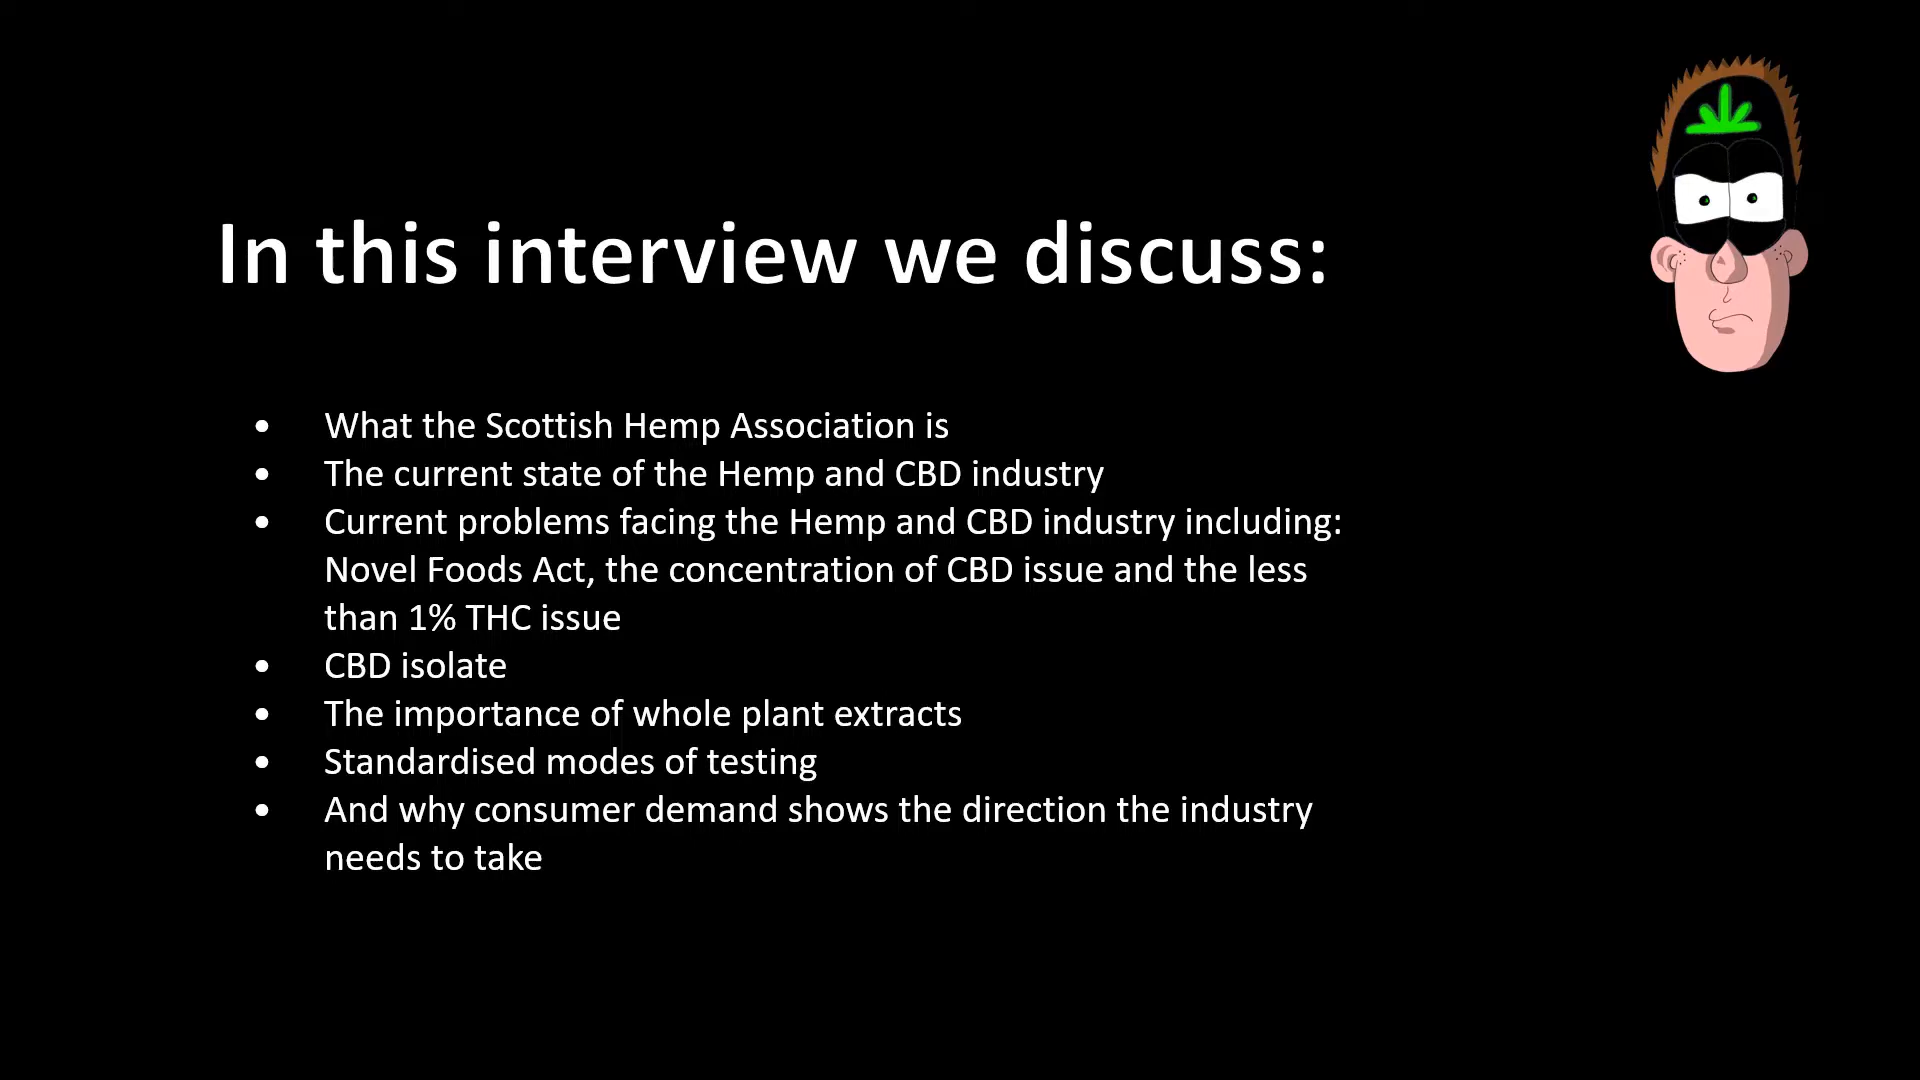 In this interview we discuss:
• What the Scottish Hemp Association is
• The current state of the Hemp and CBD industry
• Current problems facing the Hemp and CBD industry including:
Novel Foods Act, the concentration of CBD issue and the less
than 1% THC issue
• CBD isolate
• The importance of whole plant extracts
• Standardised modes of testing
• And why consumer demand shows the direction the industry
needs to take